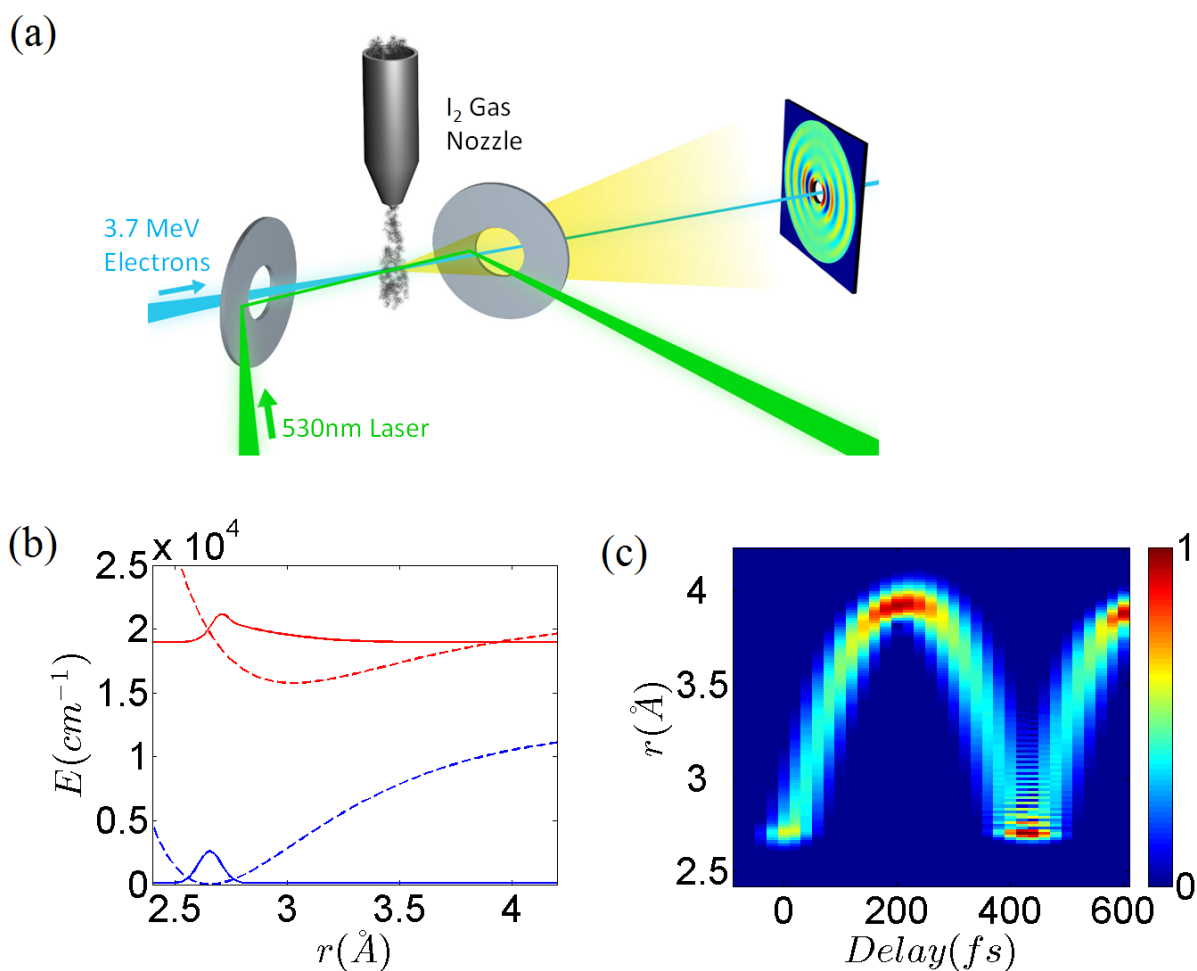 (a)
I₂ Gas
Nozzle
3.7 MeV
Electrons
530nm Laser
(b)
x 10⁴
2.5
2
1.5
1
0.5
0
E(cm⁻¹)
2.5 3 3.5 4
r(Å)
(c)
4
3.5
3
2.5
r(Å)
0 200 400 600
Delay(fs)
1
0